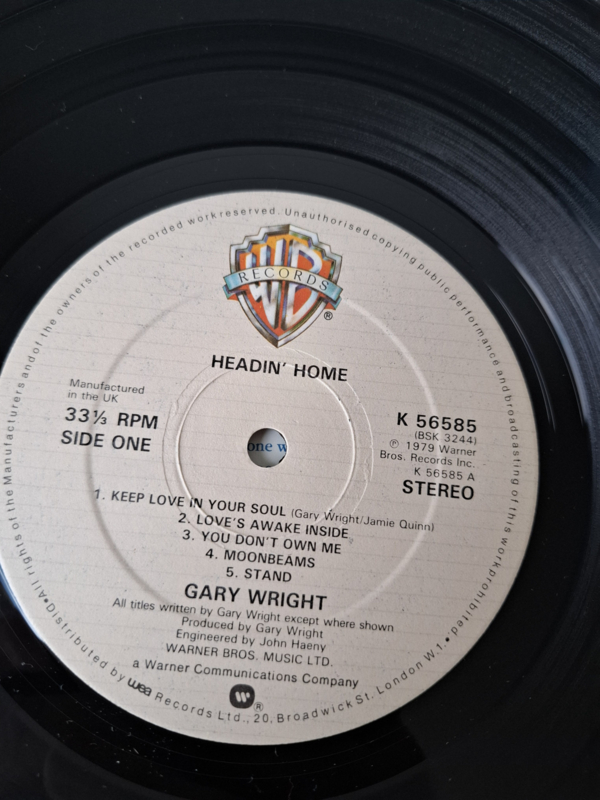 All rights of the Manufacturers and of the owners of the recorded work reserved. Unauthorised copying public performance and broadcasting of this work prohibited.
WB
RECORDS
®
HEADIN' HOME
Manufactured
in the UK
33⅓ RPM
SIDE ONE
K 56585
(BSK 3244)
℗ 1979 Warner
Bros. Records Inc.
K 56585 A
STEREO
one w
1. KEEP LOVE IN YOUR SOUL (Gary Wright/Jamie Quinn)
2. LOVE'S AWAKE INSIDE
3. YOU DON'T OWN ME
4. MOONBEAMS
5. STAND
GARY WRIGHT
All titles written by Gary Wright except where shown
Produced by Gary Wright
Engineered by John Haeny
WARNER BROS. MUSIC LTD.
a Warner Communications Company
W ®
•Distributed by wea Records Ltd., 20, Broadwick St. London W.1.•